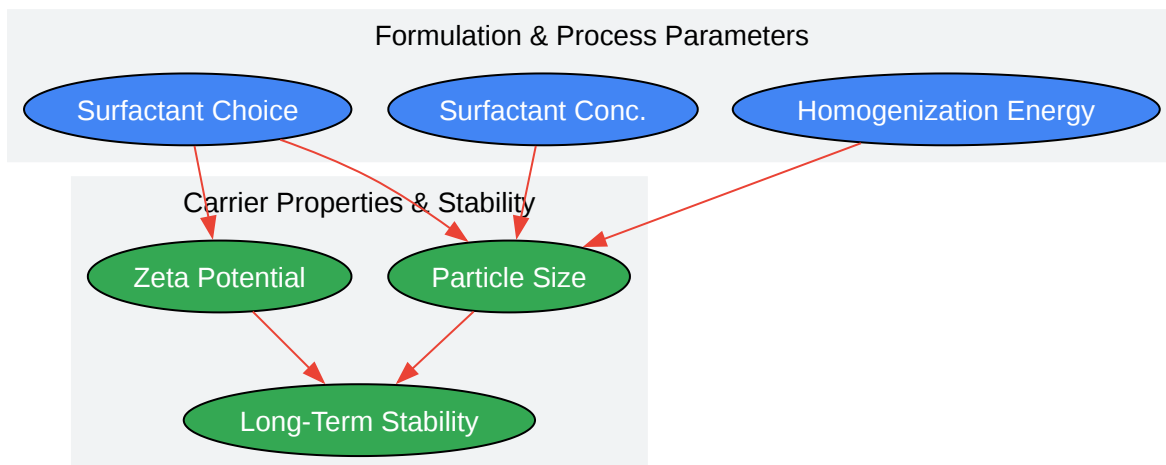 Formulation & Process Parameters
Surfactant Choice
Surfactant Conc.
Homogenization Energy
Carrier Properties & Stability
Zeta Potential
Particle Size
Long-Term Stability